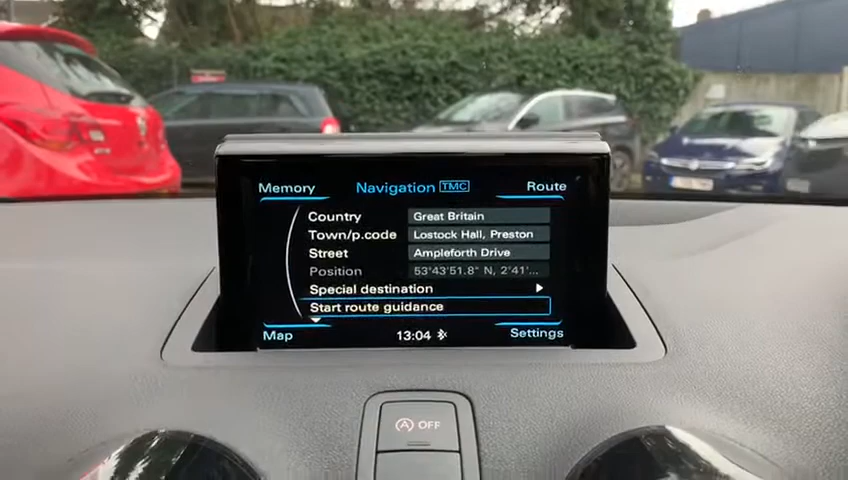 Memory Navigation TMC Route
Country Great Britain
Town/p.code Lostock Hall, Preston
Street Ampleforth Drive
Position 53°43'51.8" N, 2°41'...
Special destination
Start route guidance
Map 13:04 Settings
A OFF